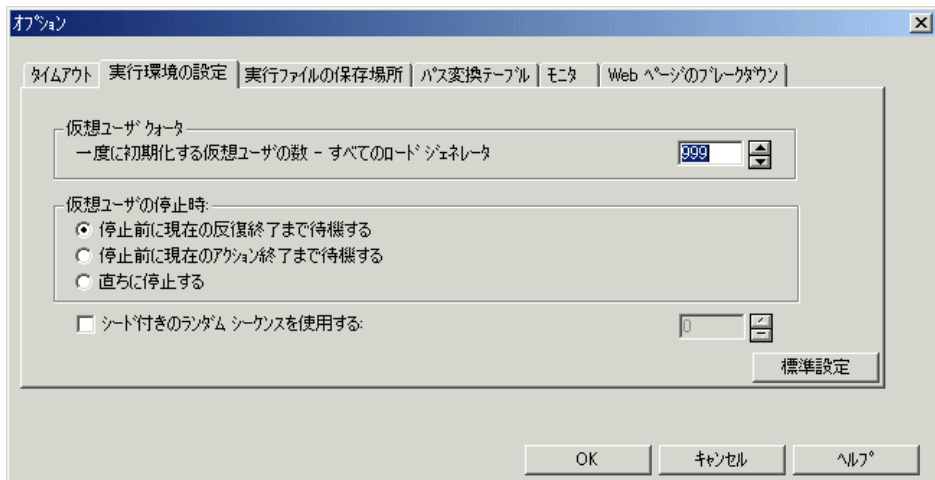 オプション
タイムアウト 実行環境の設定 実行ファイルの保存場所 パス変換テーブル モニタ Web ページのブレークダウン
仮想ユーザ クォータ
一度に初期化する仮想ユーザの数 - すべてのロード ジェネレータ 999
仮想ユーザの停止時:
停止前に現在の反復終了まで待機する
停止前に現在のアクション終了まで待機する
直ちに停止する
シード付きのランダム シーケンスを使用する: 0
標準設定
OK キャンセル ヘルプ